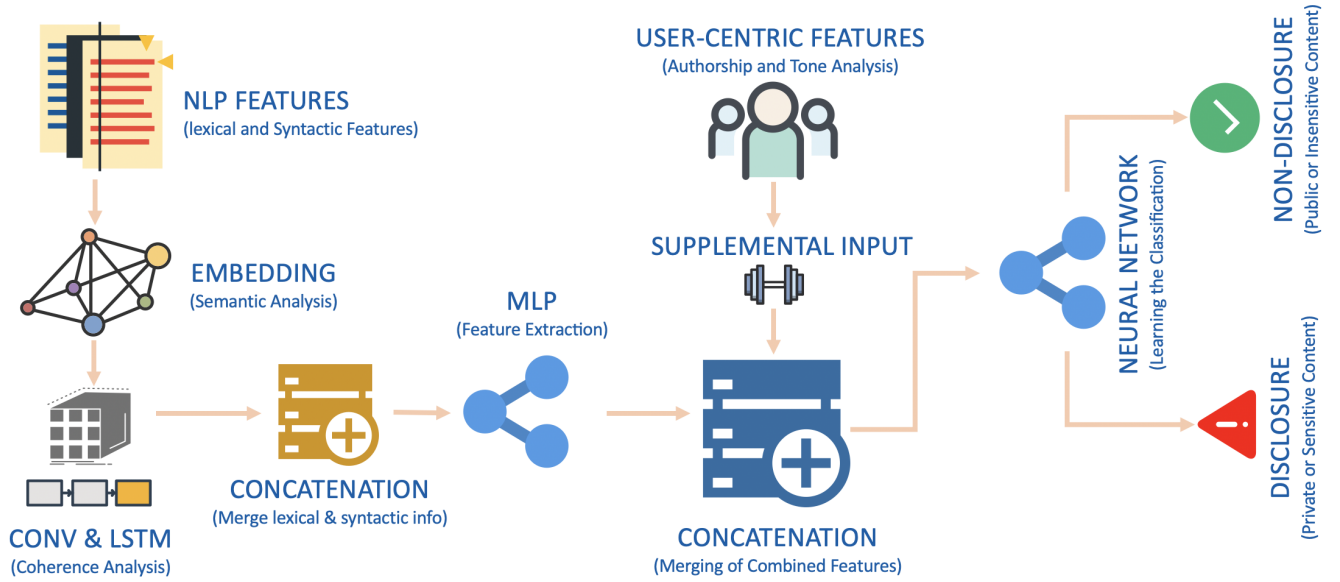 NLP FEATURES
(lexical and Syntactic Features)
EMBEDDING
(Semantic Analysis)
CONV & LSTM
(Coherence Analysis)
CONCATENATION
(Merge lexical & syntactic info)
MLP
(Feature Extraction)
USER-CENTRIC FEATURES
(Authorship and Tone Analysis)
SUPPLEMENTAL INPUT
CONCATENATION
(Merging of Combined Features)
NEURAL NETWORK
(Learning the Classification)
NON-DISCLOSURE
(Public or Insensitive Content)
DISCLOSURE
(Private or Sensitive Content)